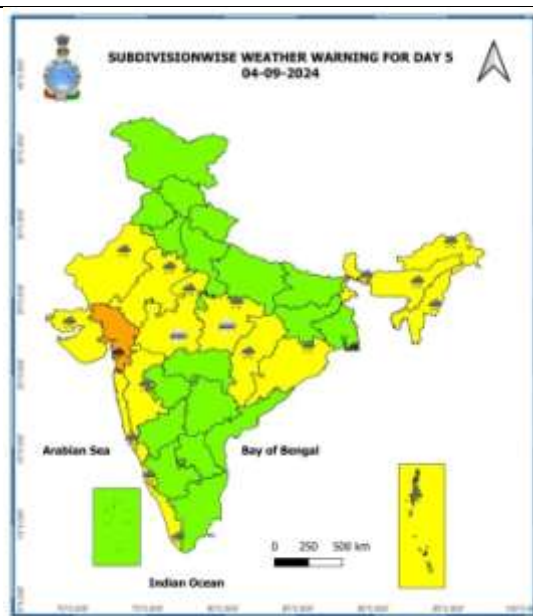 SUBDIVISIONWISE WEATHER WARNING FOR DAY 5
04-09-2024
Arabian Sea
Bay of Bengal
0 250 500 km
Indian Ocean